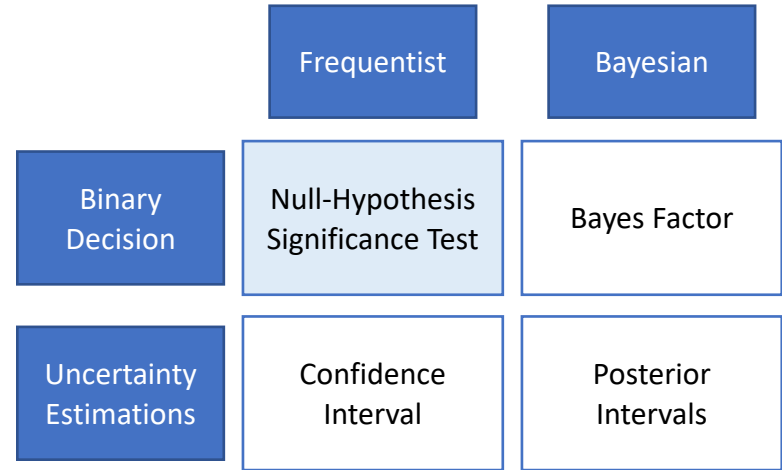 Frequentist
Bayesian
Binary
Decision
Null-Hypothesis
Significance Test
Bayes Factor
Uncertainty
Estimations
Confidence
Interval
Posterior
Intervals